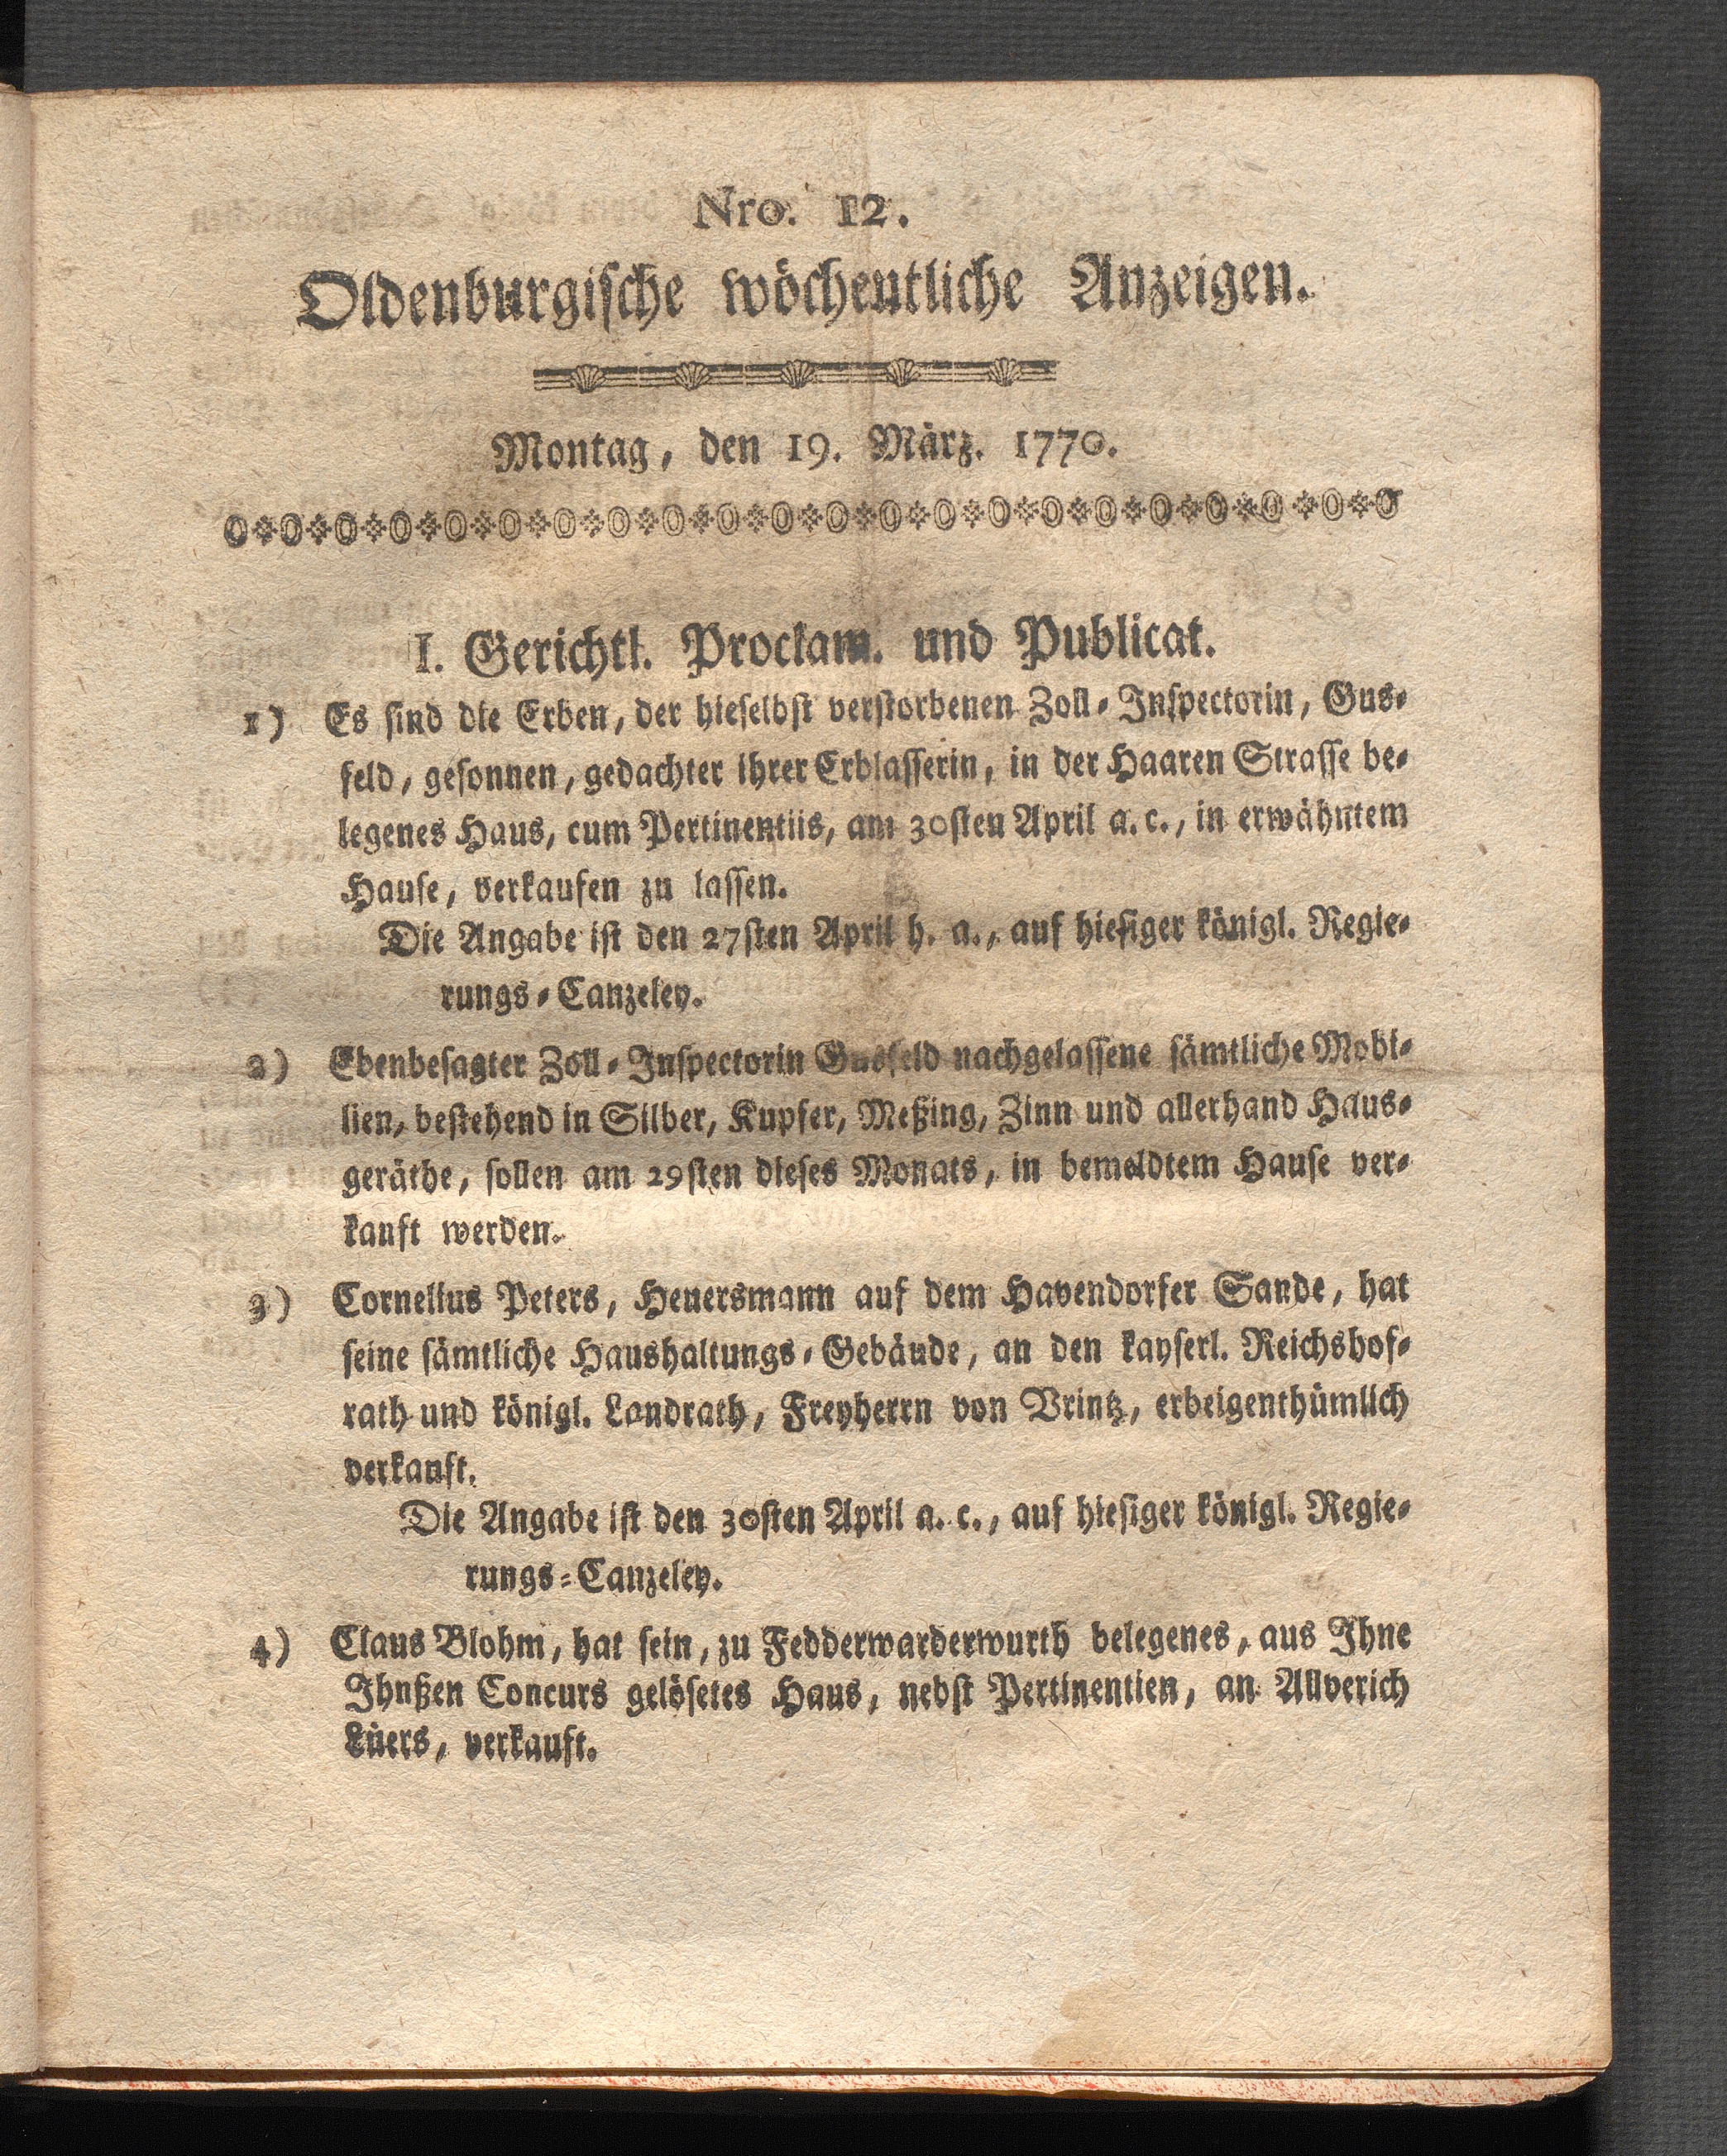 Nro. 12.
Oldenburgische wöchentliche Anzeigen.
Montag, den 19. März. 1770.
I. Gerichtl. Proclam. und Publicat.
1) Es sind die Erben, der hieselbst verstorbenen Zoll-Inspectorin, Gus-
feld, gesonnen, gedachter ihrer Erblasserin, in der Haaren Strasse be-
legenes Haus, cum Pertinentiis, am 30sten April a. c., in erwähntem
Hause, verkaufen zu lassen.
Die Angabe ist den 27sten April h. a., auf hiesiger königl. Regie-
rungs-Canzeley.
2) Ebenbesagter Zoll-Inspectorin Gusfeld nachgelassene sämtliche Mobi-
lien, bestehend in Silber, Kupfer, Meßing, Zinn und allerhand Haus-
geräthe, sollen am 29sten dieses Monats, in bemeldtem Hause ver-
kauft werden.
3) Cornelius Peters, Heuersmann auf dem Havendorfer Sande, hat
seine sämtliche Haushaltungs-Gebäude, an den kayserl. Reichshof-
rath und königl. Landrath, Freyherrn von Vrintz, erbeigenthümlich
verkauft.
Die Angabe ist den 30sten April a. c., auf hiesiger königl. Regie-
rungs-Canzeley.
4) Claus Blohm, hat sein, zu Fedderwarderwurth belegenes, aus Ihne
Ihnßen Concurs gelösetes Haus, nebst Pertinentien, an Allverich
Lüers, verkauft.